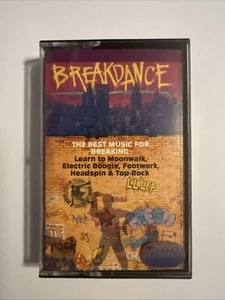 BREAKDANCE
THE BEST MUSIC FOR
BREAKING
Learn to Moonwalk,
Electric Boogie, Footwork,
Headspin & Top-Rock